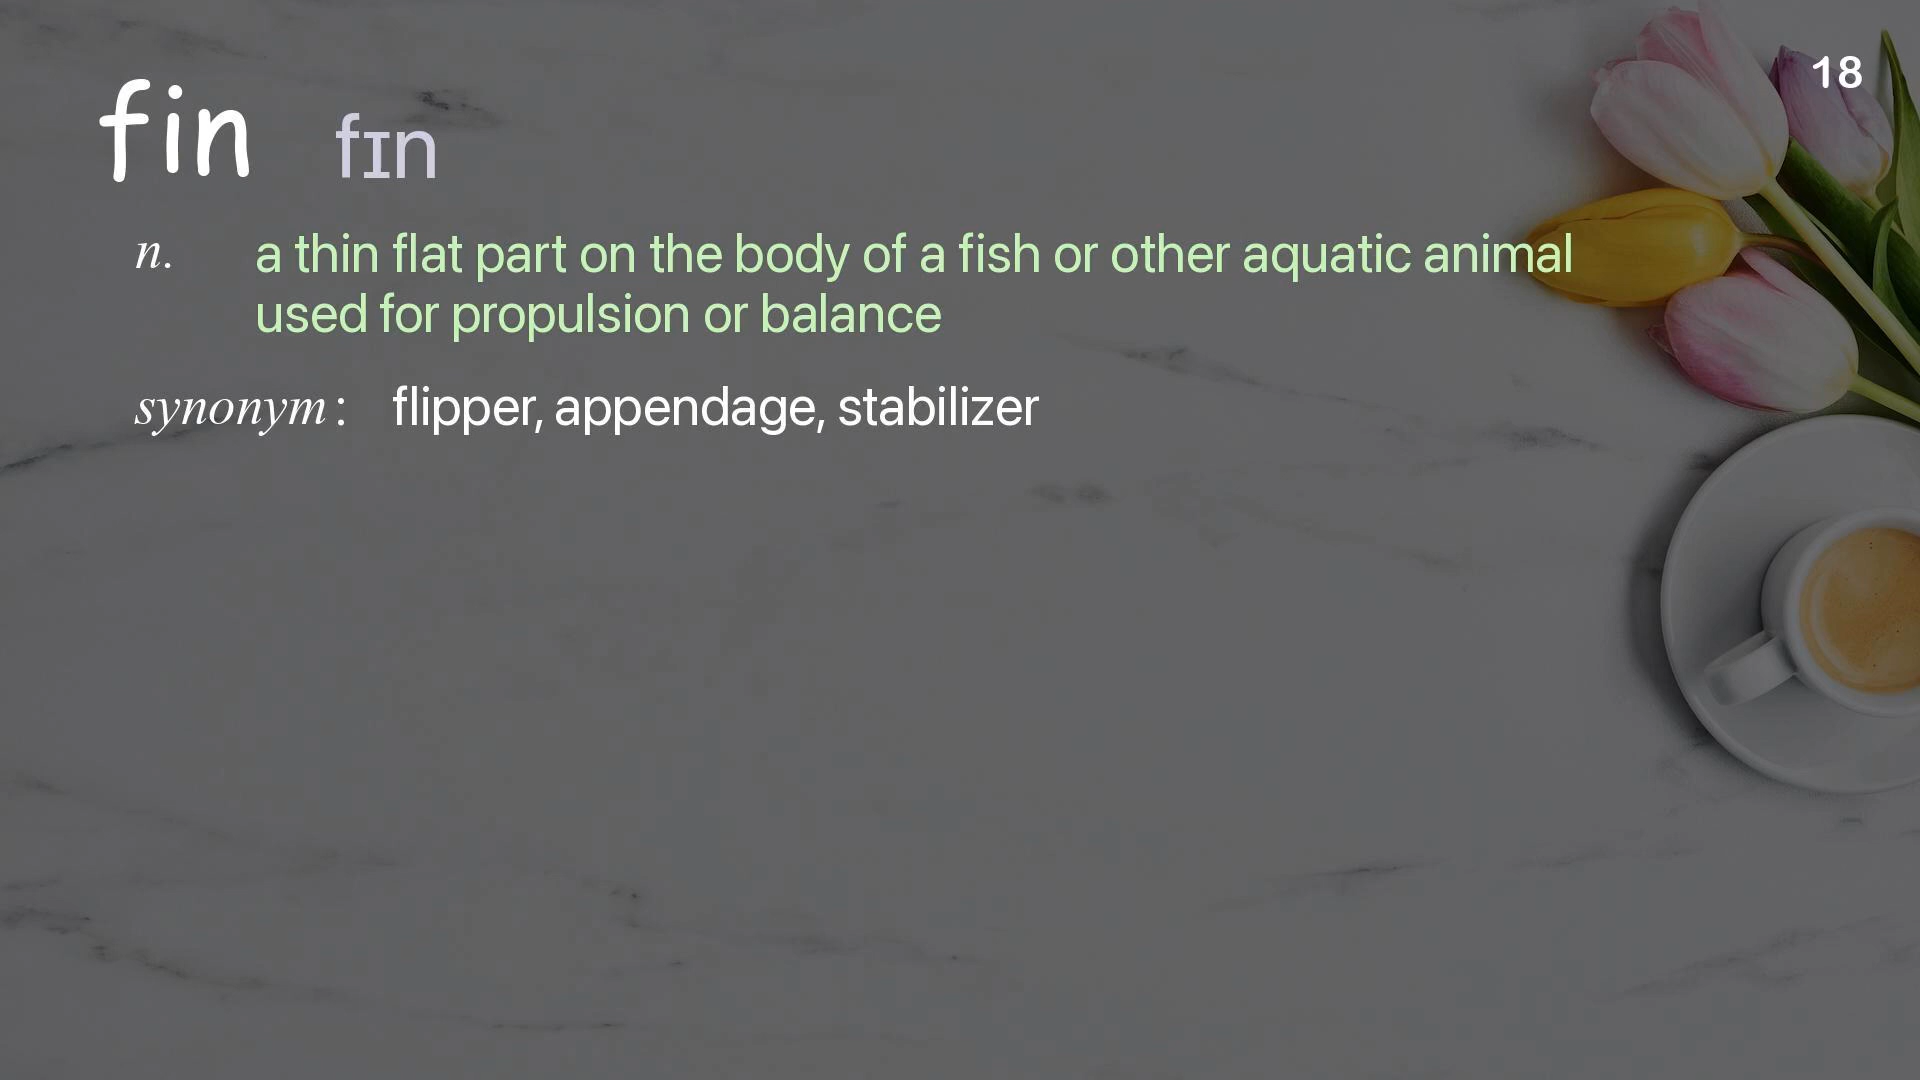 18
fin fɪn
n. a thin flat part on the body of a fish or other aquatic animal
used for propulsion or balance
synonym : flipper, appendage, stabilizer